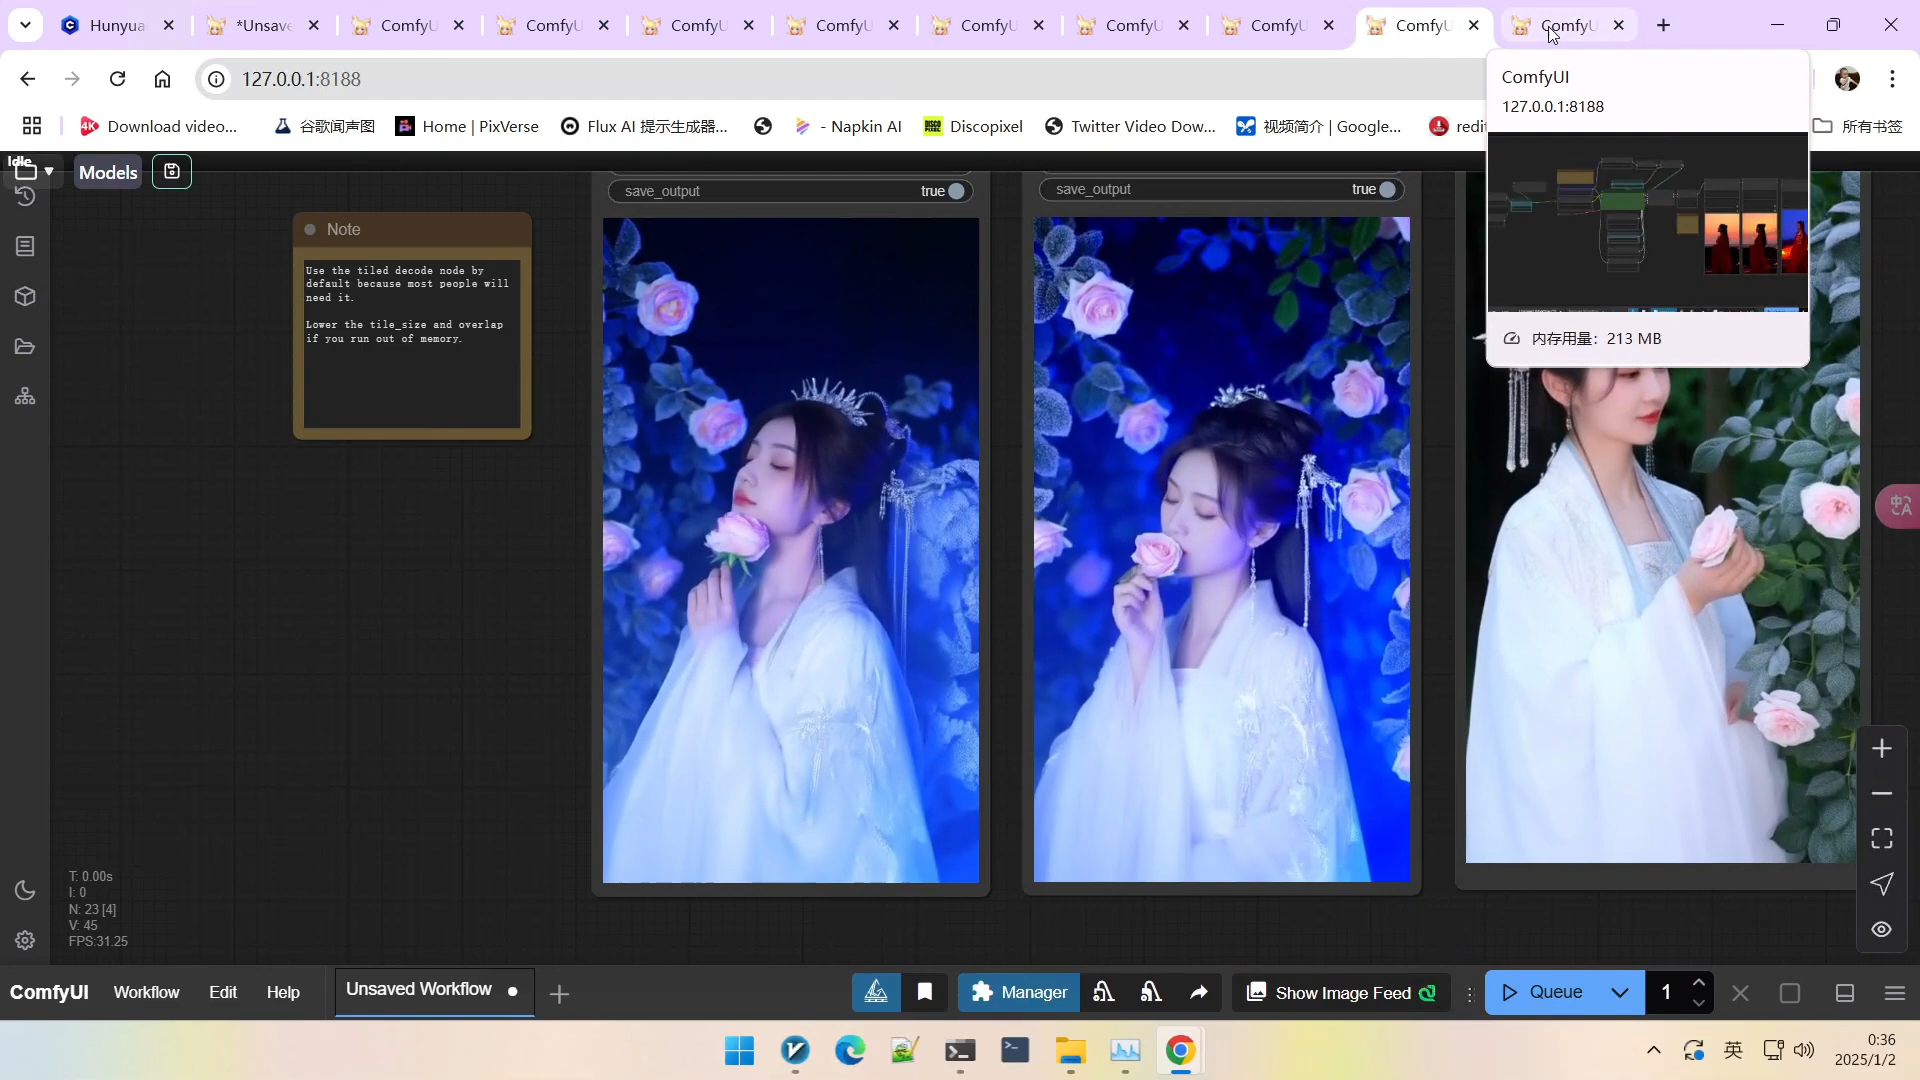 Hunyua
*Unsave
ComfyU
ComfyU
ComfyU
ComfyU
ComfyU
ComfyU
ComfyU
ComfyU
ComfyU
127.0.0.1:8188
ComfyUI
127.0.0.1:8188
Download video...
谷歌闻声图
Home | PixVerse
Flux AI 提示生成器...
- Napkin AI
Discopixel
Twitter Video Dow...
视频简介 | Google...
redit
所有书签
Idle
Models
save_output
true
save_output
true
Note
Use the tiled decode node by
default because most people will
need it.
Lower the tile_size and overlap
if you run out of memory.
内存用量：213 MB
T: 0.00s
I: 0
N: 23 [4]
V: 45
FPS:31.25
ComfyUI
Workflow
Edit
Help
Unsaved Workflow
Manager
Show Image Feed
Queue
1
英
0:36
2025/1/2